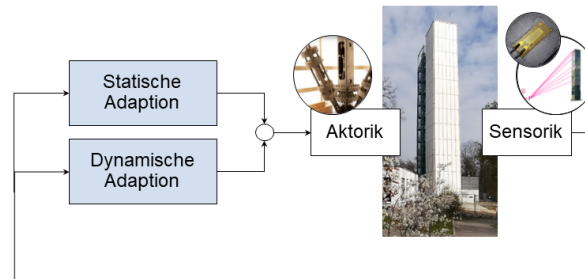 Statische
Adaption
Dynamische
Adaption
Aktorik
Sensorik